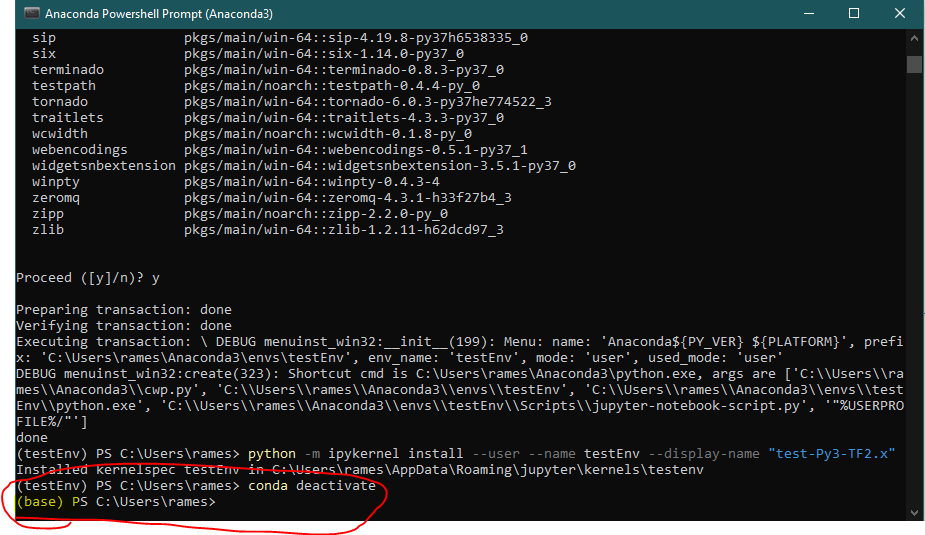 Anaconda Powershell Prompt (Anaconda3)
sip pkgs/main/win-64::sip-4.19.8-py37h6538335_0
six pkgs/main/win-64::six-1.14.0-py37_0
terminado pkgs/main/win-64::terminado-0.8.3-py37_0
testpath pkgs/main/noarch::testpath-0.4.4-py_0
tornado pkgs/main/win-64::tornado-6.0.3-py37he774522_3
traitlets pkgs/main/win-64::traitlets-4.3.3-py37_0
wcwidth pkgs/main/noarch::wcwidth-0.1.8-py_0
webencodings pkgs/main/win-64::webencodings-0.5.1-py37_1
widgetsnbextension pkgs/main/win-64::widgetsnbextension-3.5.1-py37_0
winpty pkgs/main/win-64::winpty-0.4.3-4
zeromq pkgs/main/win-64::zeromq-4.3.1-h33f27b4_3
zipp pkgs/main/noarch::zipp-2.2.0-py_0
zlib pkgs/main/win-64::zlib-1.2.11-h62dcd97_3
Proceed ([y]/n)? y
Preparing transaction: done
Verifying transaction: done
Executing transaction: \ DEBUG menuinst_win32:__init__(199): Menu: name: 'Anaconda${PY_VER} ${PLATFORM}', prefi
x: 'C:\Users\rames\Anaconda3\envs\testEnv', env_name: 'testEnv', mode: 'user', used_mode: 'user'
DEBUG menuinst_win32:create(323): Shortcut cmd is C:\Users\rames\Anaconda3\python.exe, args are ['C:\\Users\\ra
mes\\Anaconda3\\cwp.py', 'C:\\Users\\rames\\Anaconda3\\envs\\testEnv', 'C:\\Users\\rames\\Anaconda3\\envs\\test
Env\\python.exe', 'C:\\Users\\rames\\Anaconda3\\envs\\testEnv\\Scripts\\jupyter-notebook-script.py', '"%USERPRO
FILE%/"']
done
(testEnv) PS C:\Users\rames> python -m ipykernel install --user --name testEnv --display-name "test-Py3-TF2.x"
Installed kernelspec testEnv in C:\Users\rames\AppData\Roaming\jupyter\kernels\testenv
(testEnv) PS C:\Users\rames> conda deactivate
(base) PS C:\Users\rames>